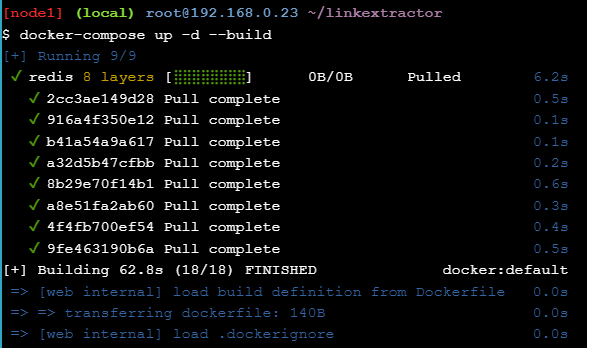 [node1] (local) root@192.168.0.23 ~/linkextractor
$ docker-compose up -d --build
[+] Running 9/9
✓ redis 8 layers [⣿⣿⣿⣿⣿⣿⣿⣿] 0B/0B Pulled 6.2s
✓ 2cc3ae149d28 Pull complete 0.5s
✓ 916a4f350e12 Pull complete 0.1s
✓ b41a54a9a617 Pull complete 0.1s
✓ a32d5b47cfbb Pull complete 0.2s
✓ 8b29e70f14b1 Pull complete 0.6s
✓ a8e51fa2ab60 Pull complete 0.3s
✓ 4f4fb700ef54 Pull complete 0.4s
✓ 9fe463190b6a Pull complete 0.5s
[+] Building 62.8s (18/18) FINISHED docker:default
=> [web internal] load build definition from Dockerfile 0.0s
=> => transferring dockerfile: 140B 0.0s
=> [web internal] load .dockerignore 0.0s